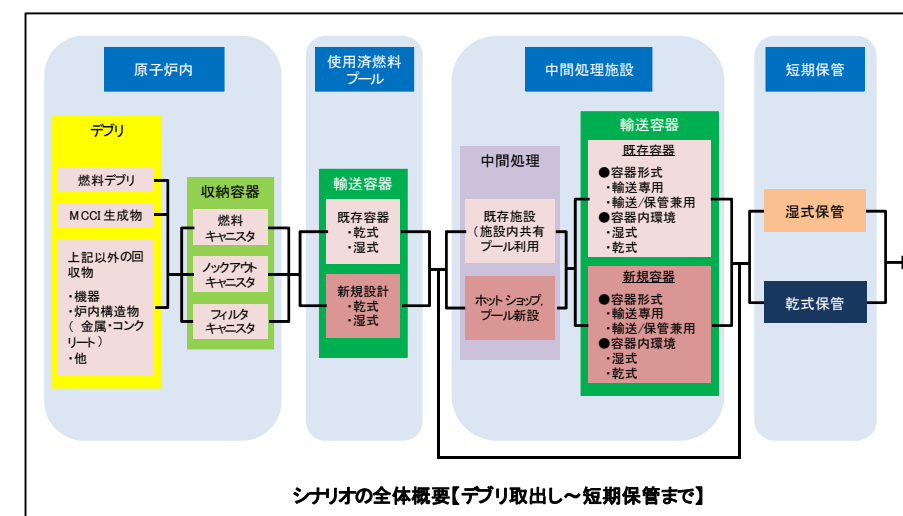 原子炉内
デブリ
燃料デブリ
MCCI生成物
上記以外の回
収物
・機器
・炉内構造物
(金属・コンク
リート)
・他
収納容器
燃料
キャニスタ
ノックアウト
キャニスタ
フィルタ
キャニスタ
使用済燃料
プール
輸送容器
既存容器
・乾式
・湿式
新規設計
・乾式
・湿式
中間処理施設
中間処理
既存施設
(施設内共有
プール利用
ホットショップ,
プール新設
輸送容器
既存容器
●容器形式
・輸送専用
・輸送/保管兼用
●容器内環境
・湿式
・乾式
新規容器
●容器形式
・輸送専用
・輸送/保管兼用
●容器内環境
・湿式
・乾式
短期保管
湿式保管
乾式保管
シナリオの全体概要【デブリ取出し～短期保管まで】